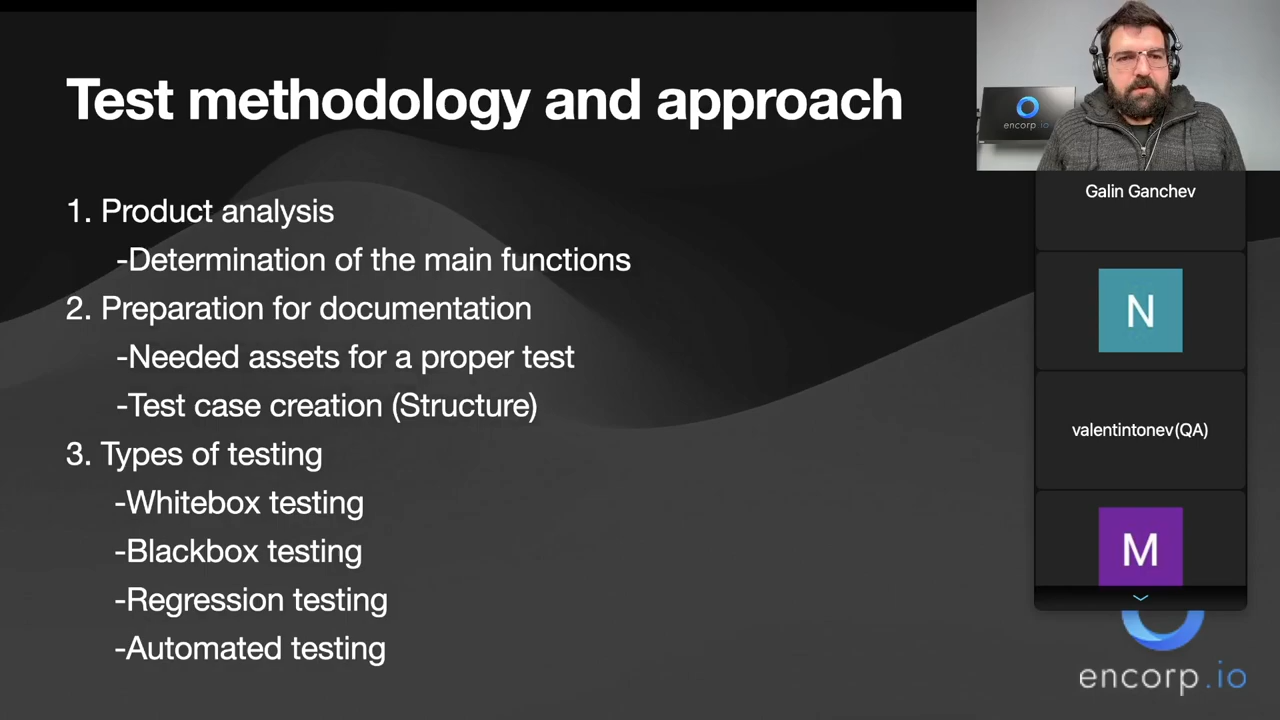 Test methodology and approach
1. Product analysis
-Determination of the main functions
2. Preparation for documentation
-Needed assets for a proper test
-Test case creation (Structure)
3. Types of testing
-Whitebox testing
-Blackbox testing
-Regression testing
-Automated testing
encorp.io
Galin Ganchev
N
valentintonev(QA)
M
encorp.io